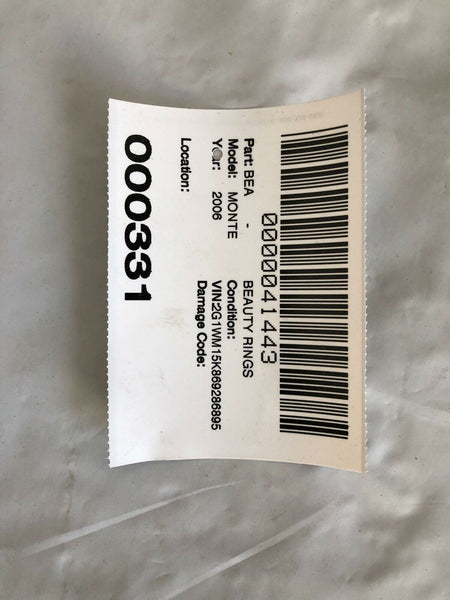 0000041443
Part: BEA - BEAUTY RINGS
Model: MONTE Condition:
Year: 2006 VIN:2G1WM15K869286895
Damage Code:
Location:
000331